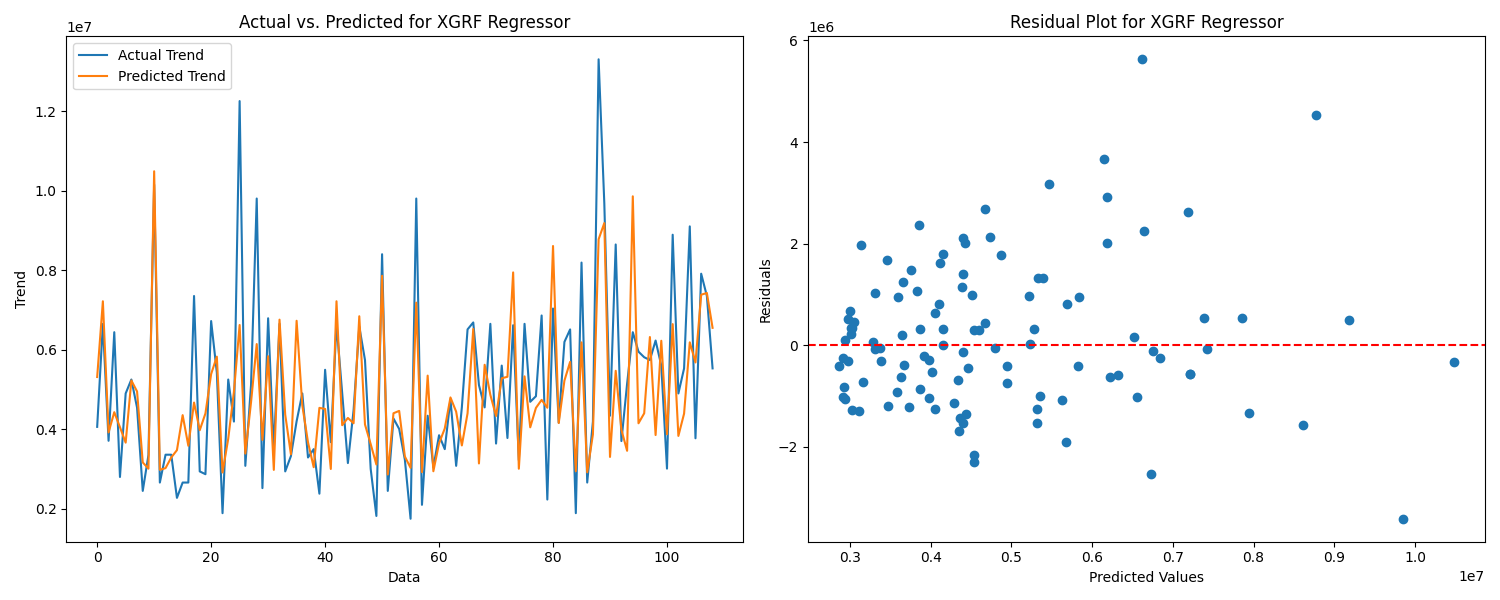 Actual vs. Predicted for XGRF Regressor
1e7
Actual Trend
Predicted Trend
1.2
1.0
0.8
0.6
0.4
0.2
Trend
0 20 40 60 80 100
Data
Residual Plot for XGRF Regressor
1e6
6
4
2
0
−2
Residuals
0.3 0.4 0.5 0.6 0.7 0.8 0.9 1.0
1e7
Predicted Values